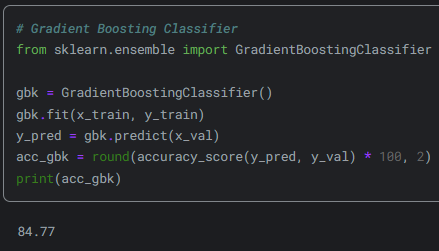 # Gradient Boosting Classifier
from sklearn.ensemble import GradientBoostingClassifier
gbk = GradientBoostingClassifier()
gbk.fit(x_train, y_train)
y_pred = gbk.predict(x_val)
acc_gbk = round(accuracy_score(y_pred, y_val) * 100, 2)
print(acc_gbk)
84.77